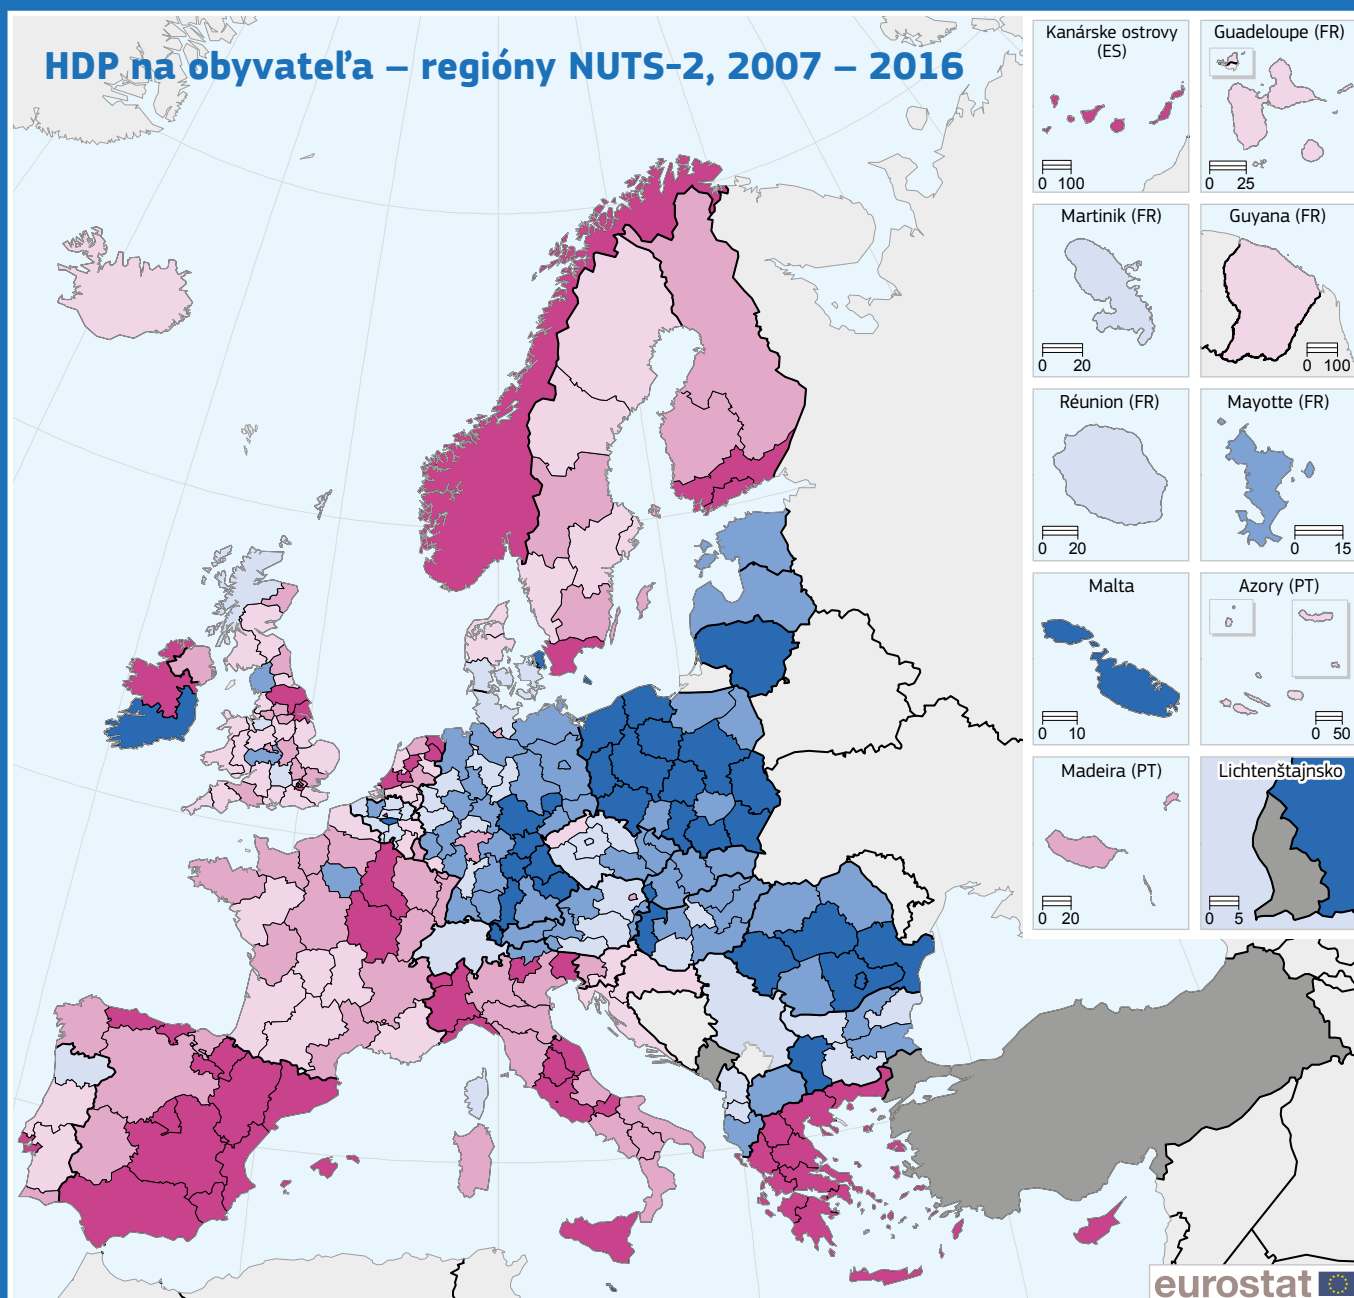 HDP na obyvateľa – regióny NUTS-2, 2007 – 2016
Kanárske ostrovy
(ES)
0 100
Guadeloupe (FR)
0 25
Martinik (FR)
0 20
Guyana (FR)
0 100
Réunion (FR)
0 20
Mayotte (FR)
0 15
Malta
0 10
Azory (PT)
0 50
Madeira (PT)
0 20
Lichtenštajnsko
0 5
eurostat